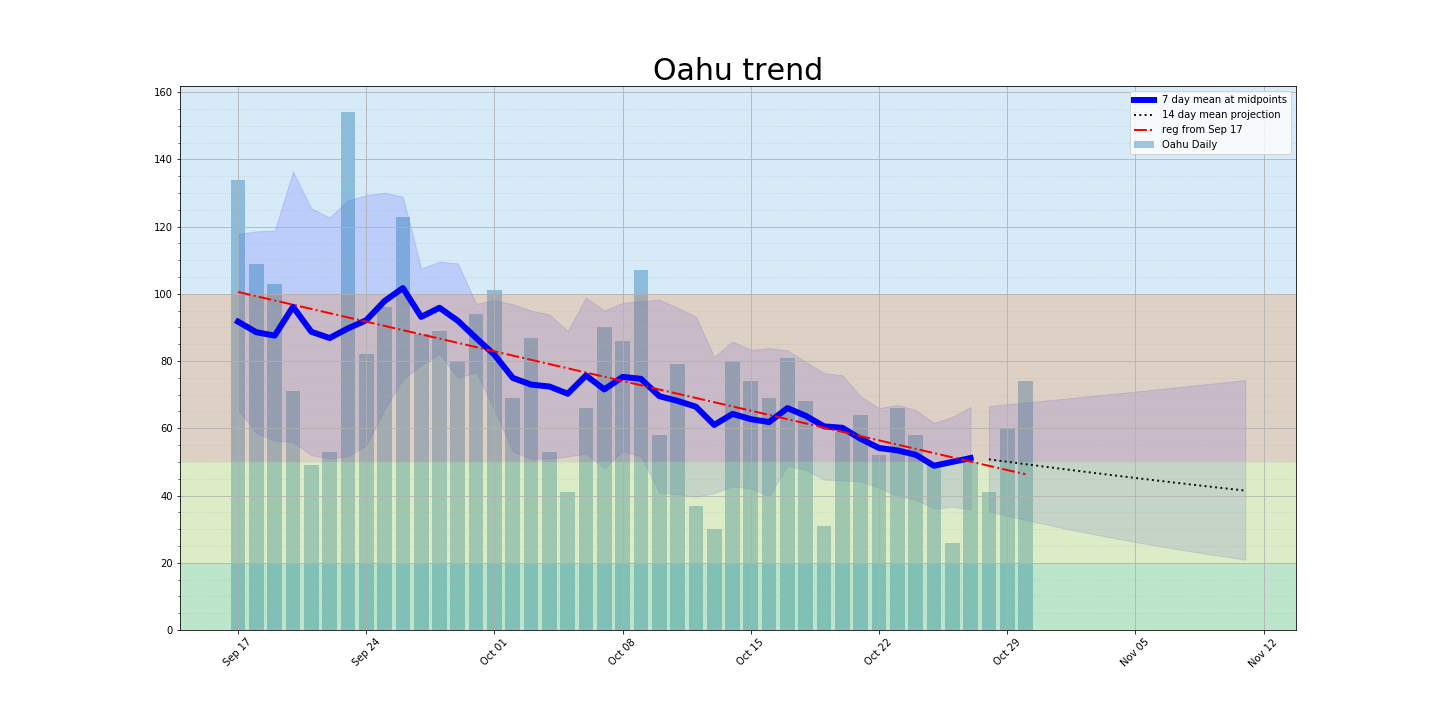 Oahu trend
160
140
120
100
80
60
40
20
0
7 day mean at midpoints
14 day mean projection
reg from Sep 17
Oahu Daily
Sep 17
Sep 24
Oct 01
Oct 08
Oct 15
Oct 22
Oct 29
Nov 05
Nov 12